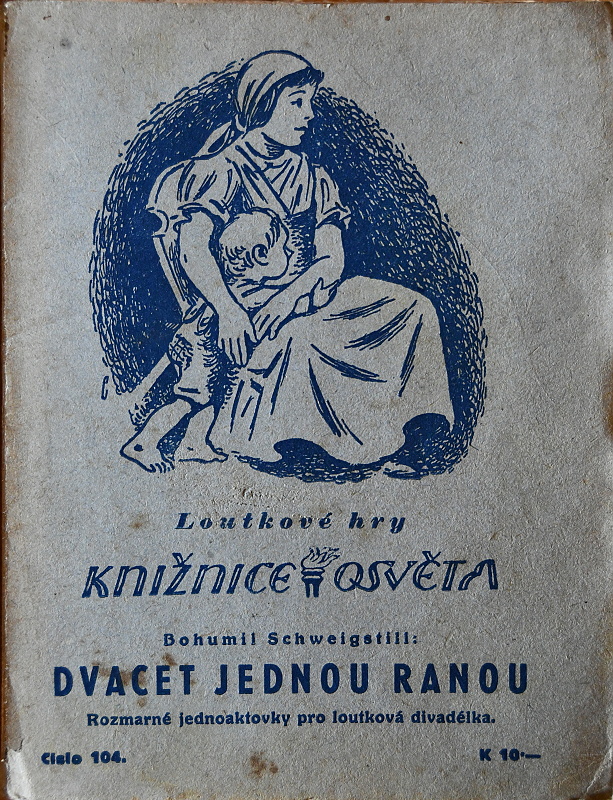 Loutkové hry
KNIŽNICE OSVĚTA
Bohumil Schweigstill:
DVACET JEDNOU RANOU
Rozmarné jednoaktovky pro loutková divadélka.
Číslo 104.
K 10·—